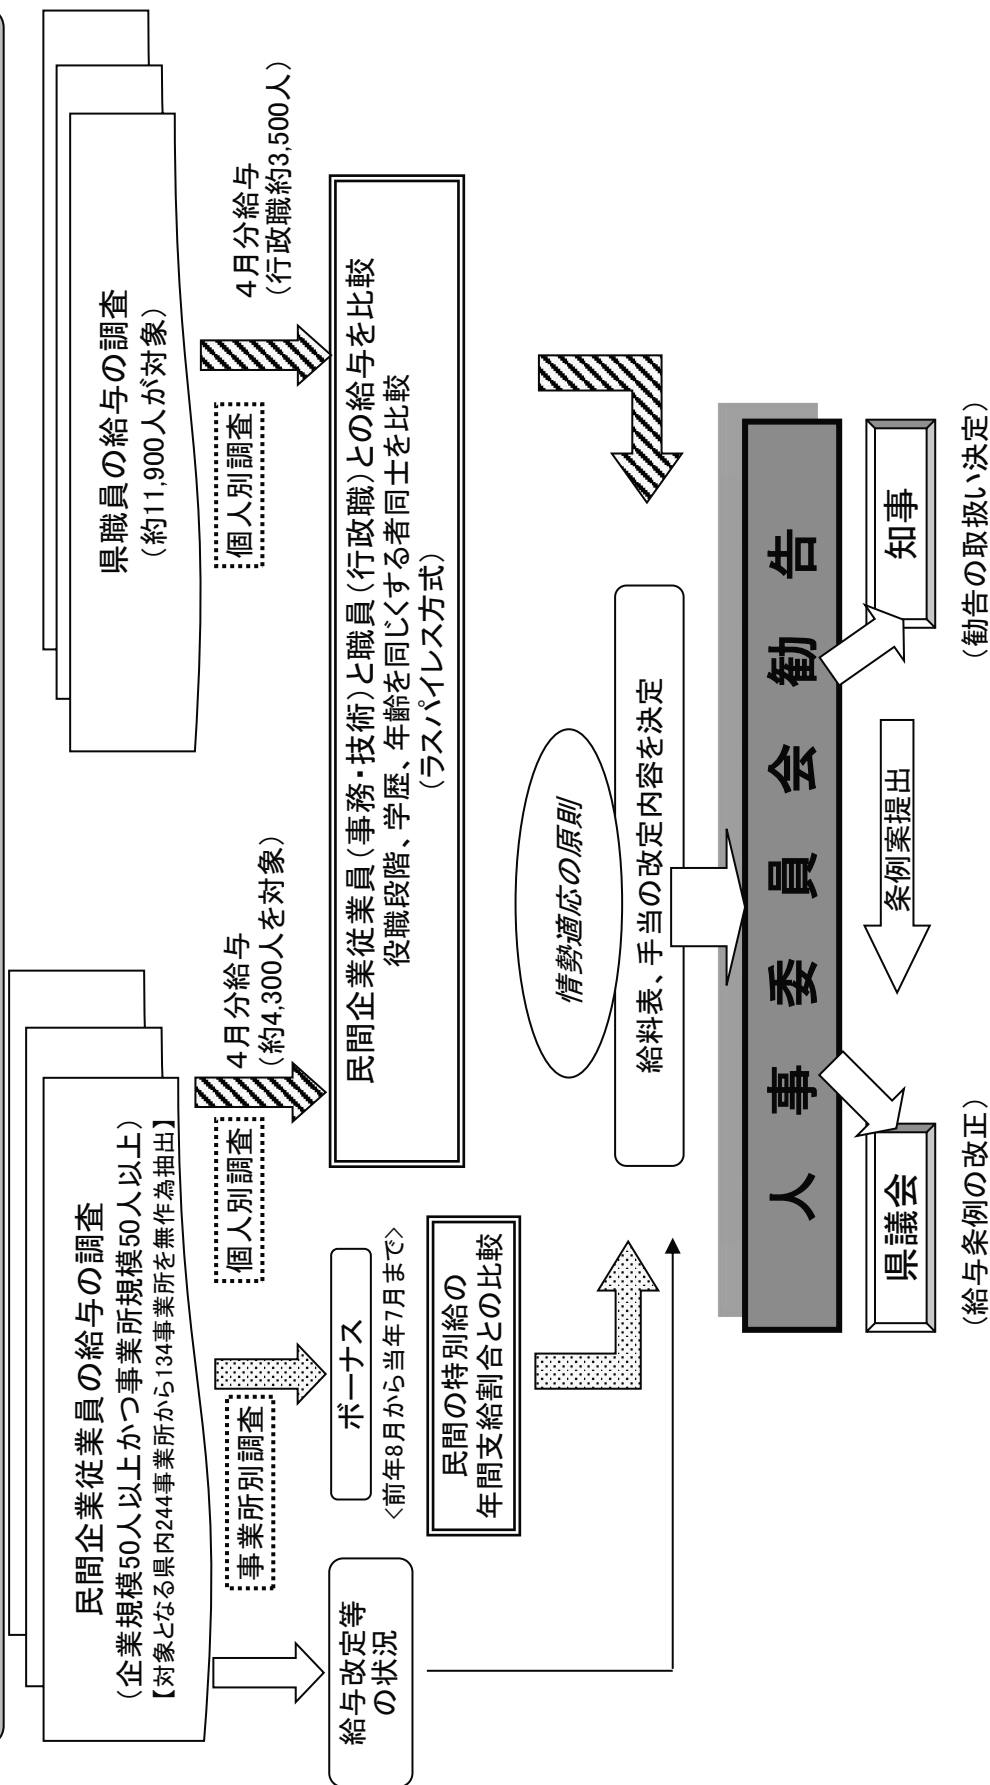 民間企業従業員の給与の調査
（企業規模50人以上かつ事業所規模50人以上）
【対象となる県内244事業所から134事業所を無作為抽出】
県職員の給与の調査
（約11,900人が対象）
事業所別調査
個人別調査
４月分給与
（約4,300人を対象）
個人別調査
４月分給与
（行政職約3,500人）
給与改定等
の状況
ボーナス
<前年8月から当年7月まで>
民間の特別給の
年間支給割合との比較
民間企業従業員（事務・技術）と職員（行政職）との給与を比較
役職段階、学歴、年齢を同じくする者同士を比較
（ラスパイレス方式）
情勢適応の原則
給料表、手当の改定内容を決定
人事委員会勧告
県議会
条例案提出
知事
（給与条例の改正）
（勧告の取扱い決定）